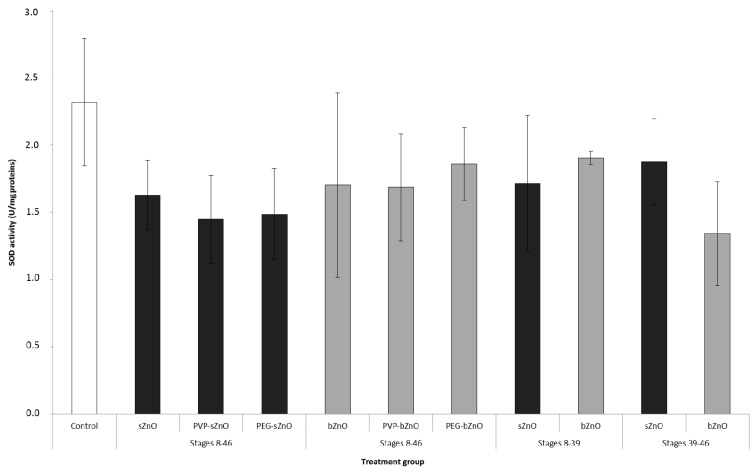 3.0
2.5
2.0
1.5
1.0
0.5
0.0
SOD activity (U/mg proteins)
Control sZnO PVP-sZnO PEG-sZnO bZnO PVP-bZnO PEG-bZnO sZnO bZnO sZnO bZnO
Stages 8-46 Stages 8-46 Stages 8-39 Stages 39-46
Treatment group